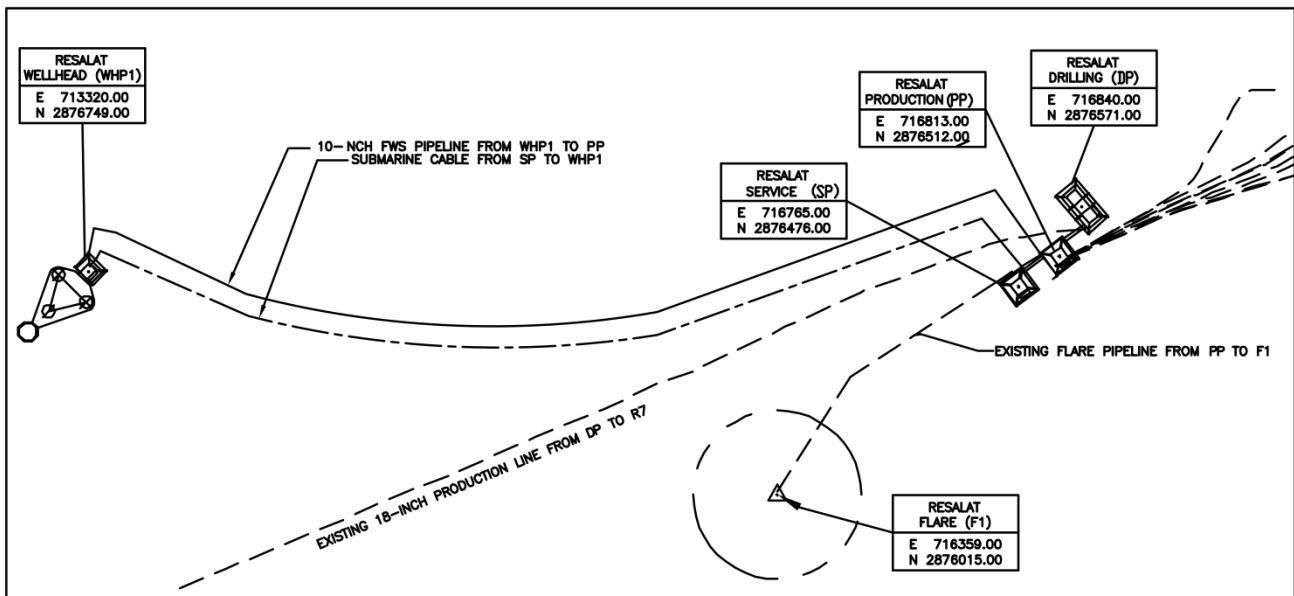 RESALAT
WELLHEAD (WHP1)
E 713320.00
N 2876749.00
10-NCH FWS PIPELINE FROM WHP1 TO PP
SUBMARINE CABLE FROM SP TO WHP1
RESALAT
PRODUCTION (PP)
E 716813.00
N 2876512.00
RESALAT
DRILLING (DP)
E 716840.00
N 2876571.00
RESALAT
SERVICE (SP)
E 716765.00
N 2876476.00
EXISTING FLARE PIPELINE FROM PP TO F1
EXISTING 18-INCH PRODUCTION LINE FROM DP TO R7
RESALAT
FLARE (F1)
E 716359.00
N 2876015.00